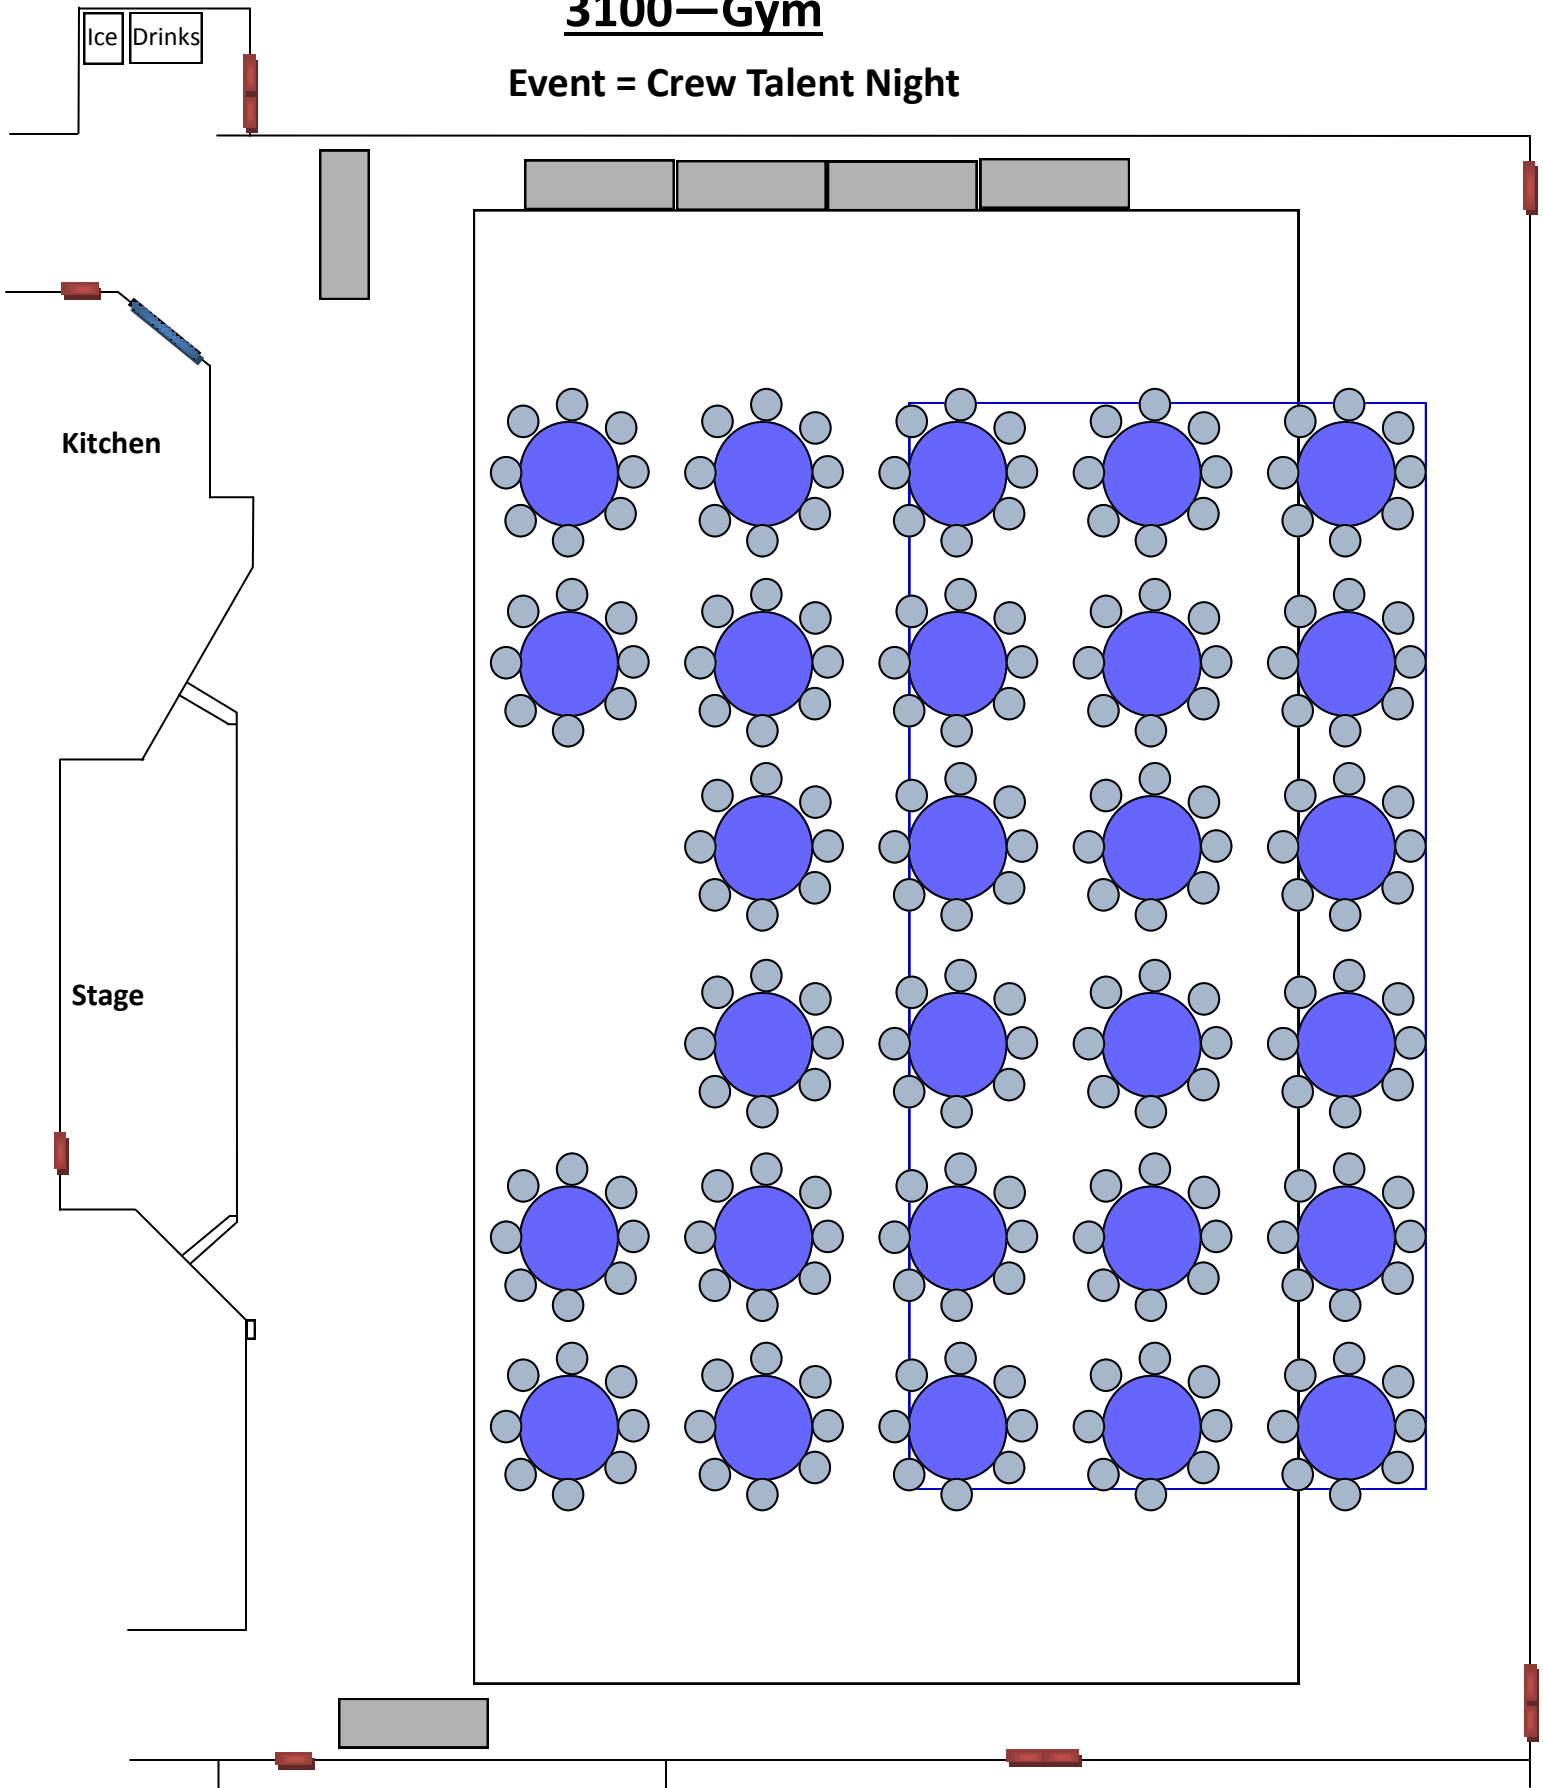 3100—Gym
Event = Crew Talent Night
Ice
Drinks
Kitchen
Stage